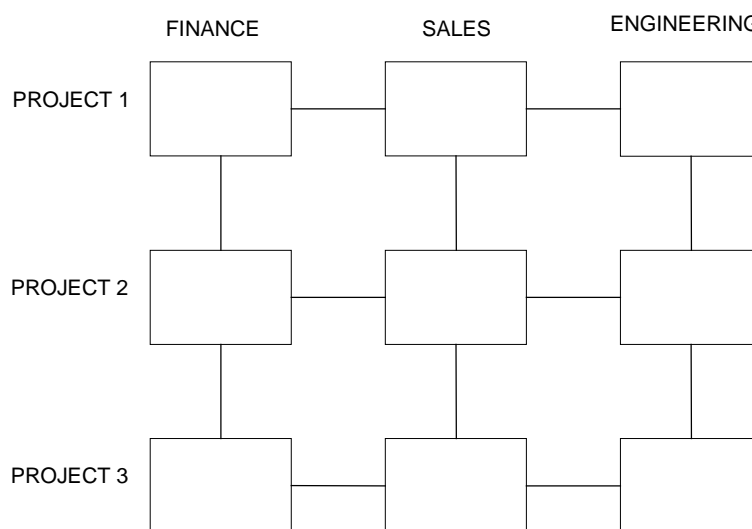 FINANCE SALES ENGINEERING
PROJECT 1
PROJECT 2
PROJECT 3